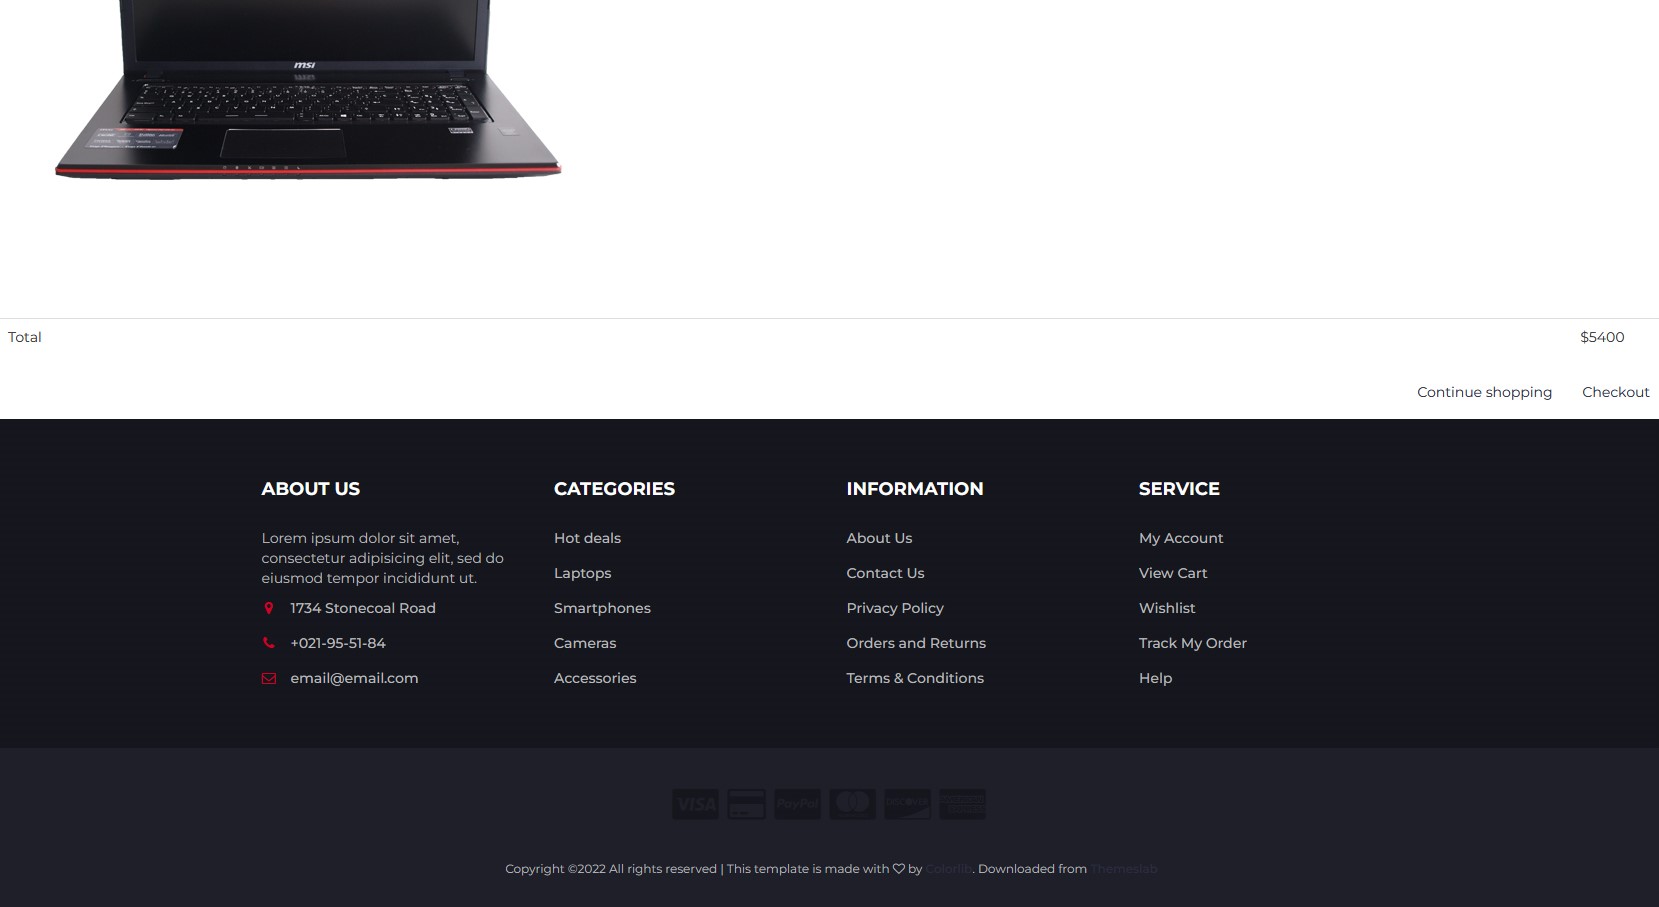 msi
Total
$5400
Continue shopping
Checkout
ABOUT US
Lorem ipsum dolor sit amet,
consectetur adipisicing elit, sed do
eiusmod tempor incididunt ut.
1734 Stonecoal Road
+021-95-51-84
email@email.com
CATEGORIES
Hot deals
Laptops
Smartphones
Cameras
Accessories
INFORMATION
About Us
Contact Us
Privacy Policy
Orders and Returns
Terms & Conditions
SERVICE
My Account
View Cart
Wishlist
Track My Order
Help
VISA
PayPal
DISCOVER
Copyright ©2022 All rights reserved | This template is made with ♡ by Colorlib. Downloaded from Themeslab